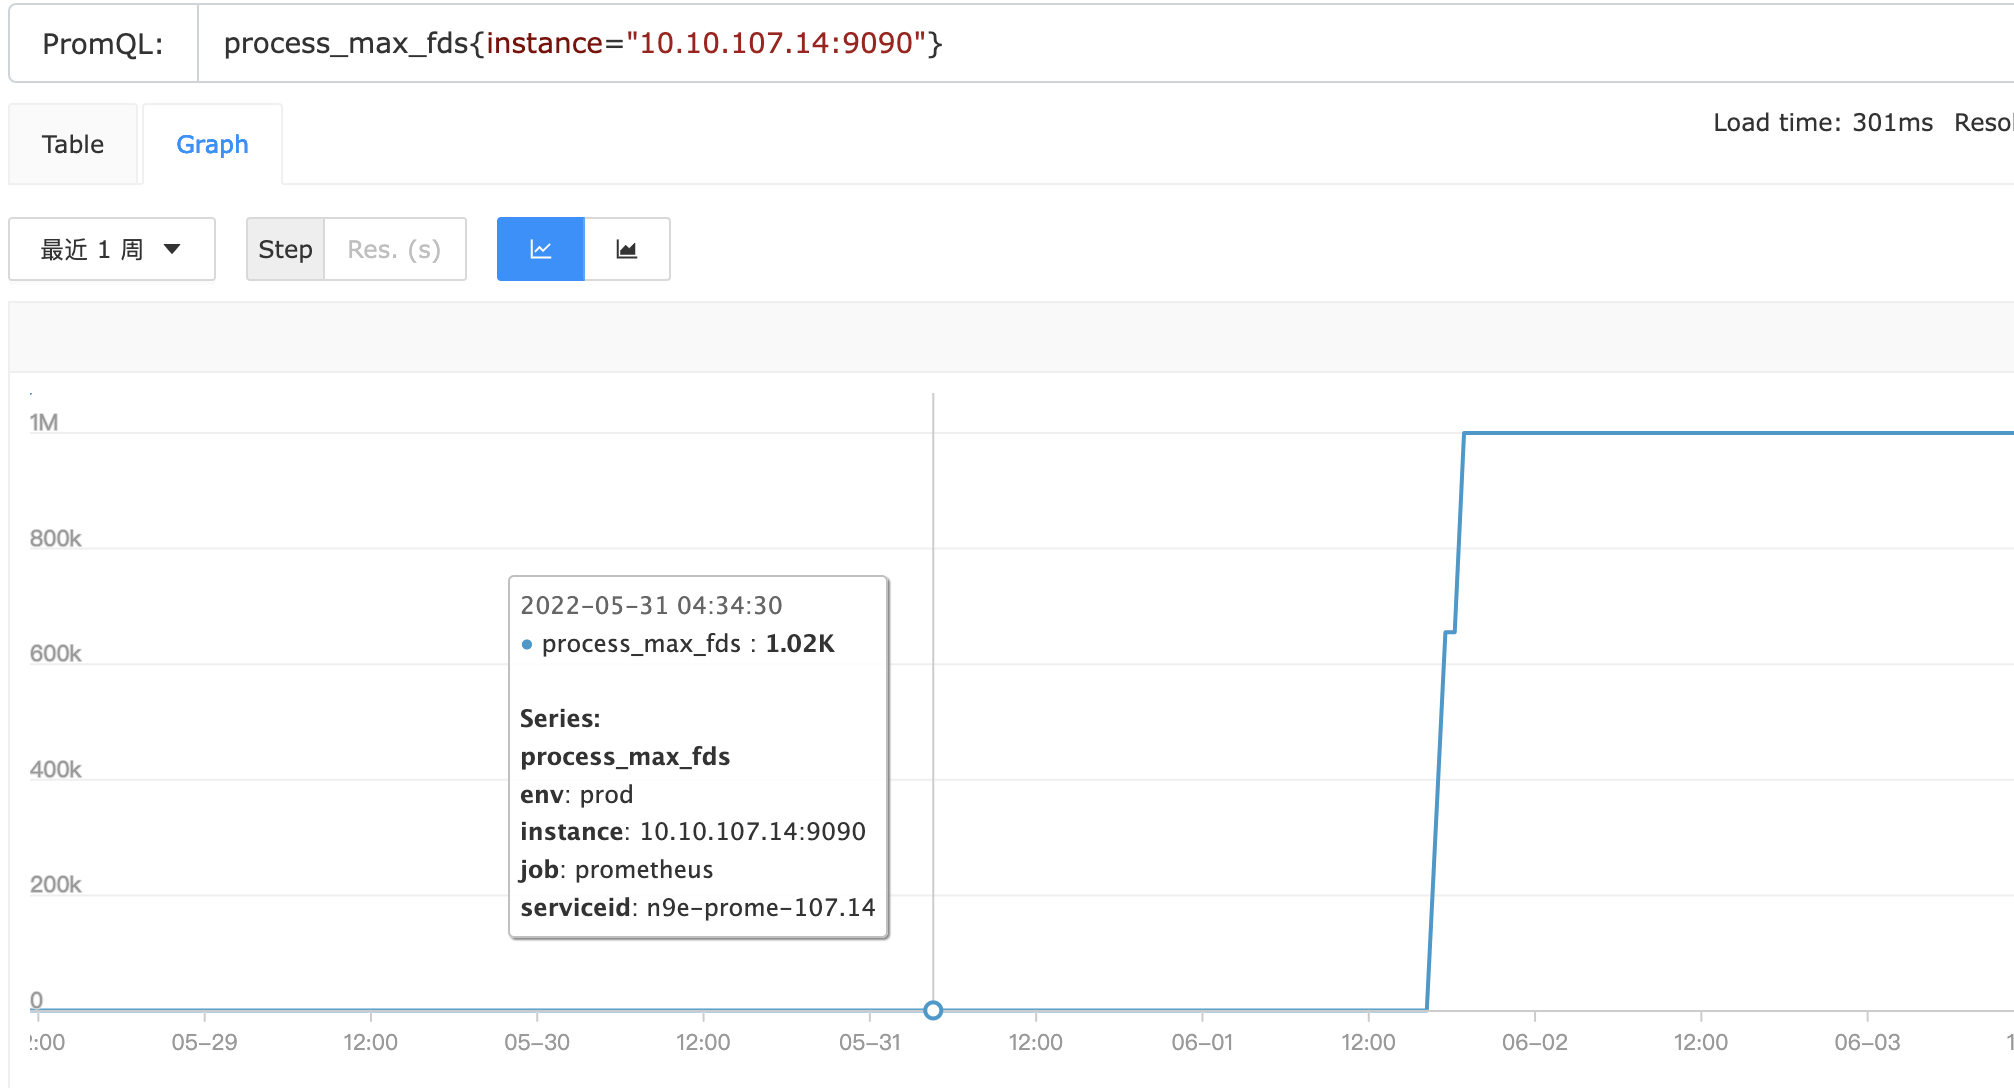 PromQL: process_max_fds{instance="10.10.107.14:9090"}
Table Graph
Load time: 301ms
最近 1 周 Step Res. (s)
1M
800k
600k
400k
200k
0
2022-05-31 04:34:30
process_max_fds : 1.02K
Series:
process_max_fds
env: prod
instance: 10.10.107.14:9090
job: prometheus
serviceid: n9e-prome-107.14
:00 05-29 12:00 05-30 12:00 05-31 12:00 06-01 12:00 06-02 12:00 06-03